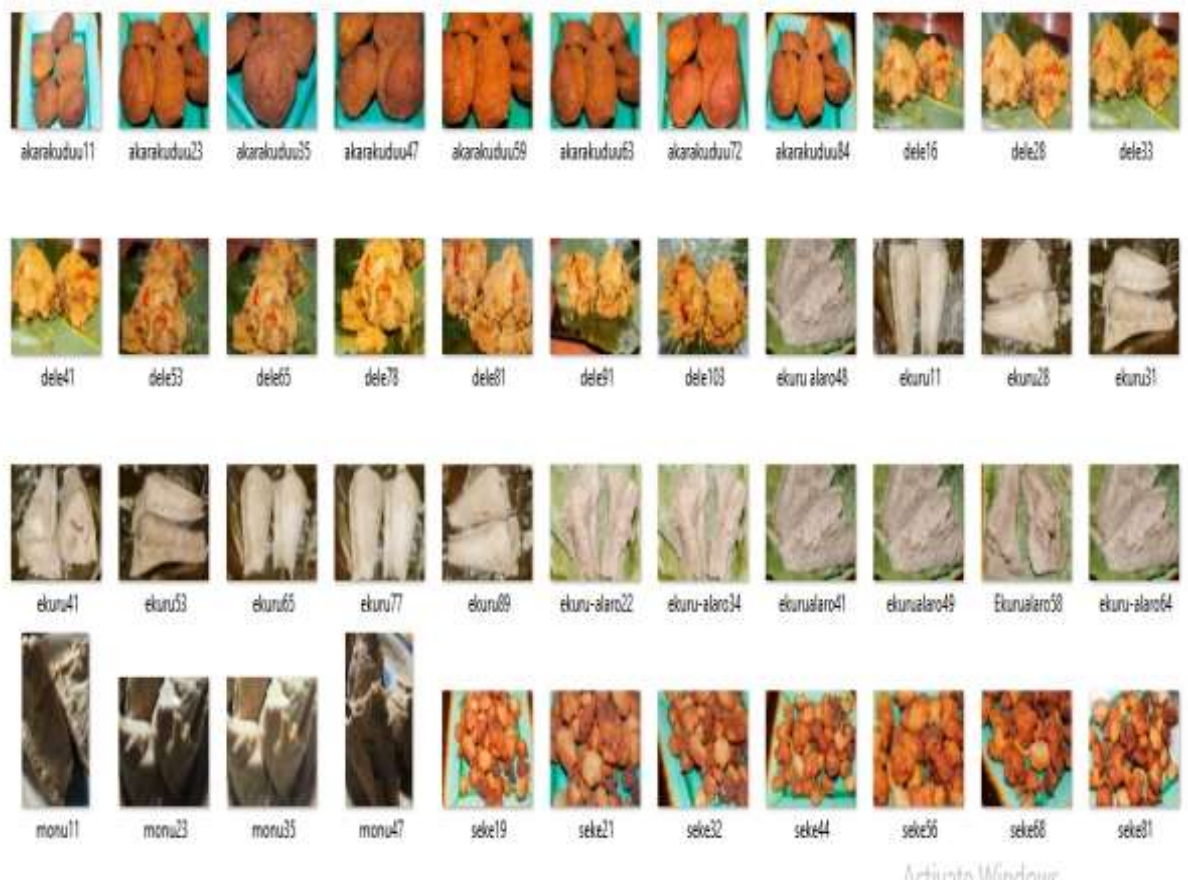 akarakuduu11 akarakuduu23 akarakuduu35 akarakuduu47 akarakuduu59 akarakuduu63 akarakuduu72 akarakuduu84 dele16 dele28 dele33
dele41 dele53 dele65 dele78 dele81 dele91 dele103 ekuru alaro48 ekuru11 ekuru28 ekuru31
ekuru41 ekuru53 ekuru65 ekuru77 ekuru89 ekuru-alaro22 ekuru-alaro34 ekurualaro41 ekurualaro49 Ekurualaro58 ekuru-alaro64
monu11 monu23 monu35 monu47 seke19 seke21 seke32 seke44 seke56 seke68 seke81
Activate Windows